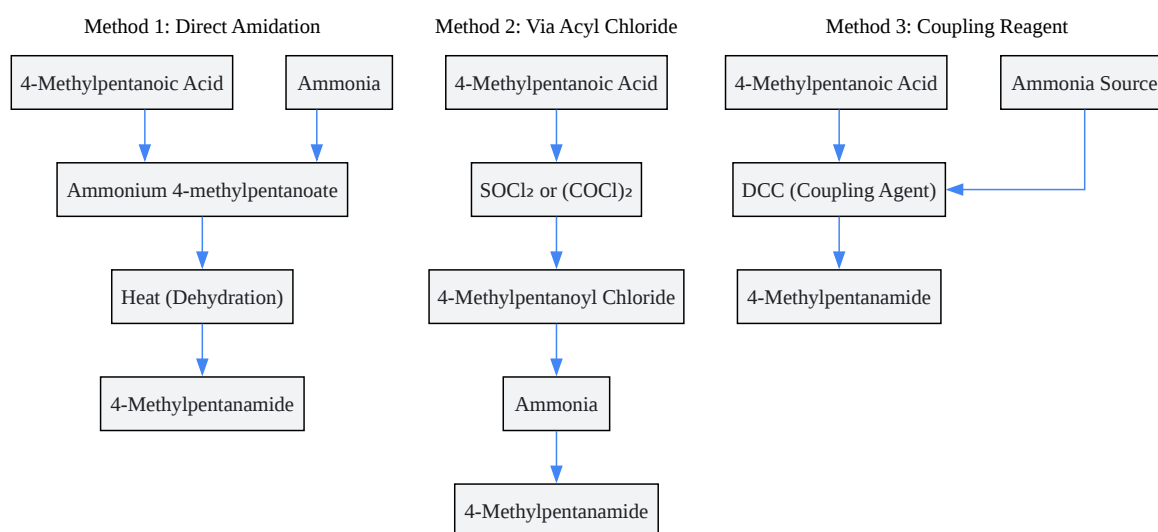 Method 1: Direct Amidation
4-Methylpentanoic Acid
Ammonia
Ammonium 4-methylpentanoate
Heat (Dehydration)
4-Methylpentanamide
Method 2: Via Acyl Chloride
4-Methylpentanoic Acid
SOCl₂ or (COCl)₂
4-Methylpentanoyl Chloride
Ammonia
4-Methylpentanamide
Method 3: Coupling Reagent
4-Methylpentanoic Acid
Ammonia Source
DCC (Coupling Agent)
4-Methylpentanamide